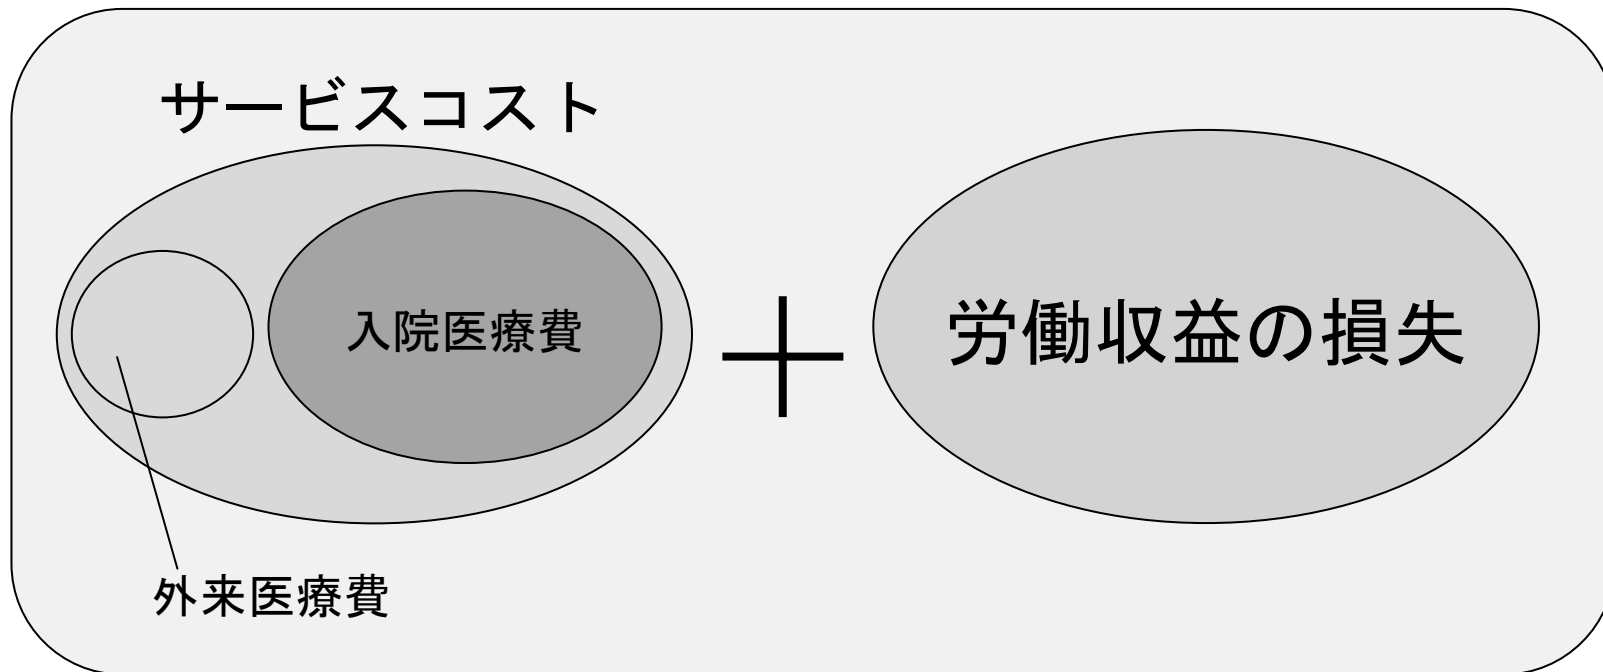 サービスコスト
入院医療費
労働収益の損失
外来医療費